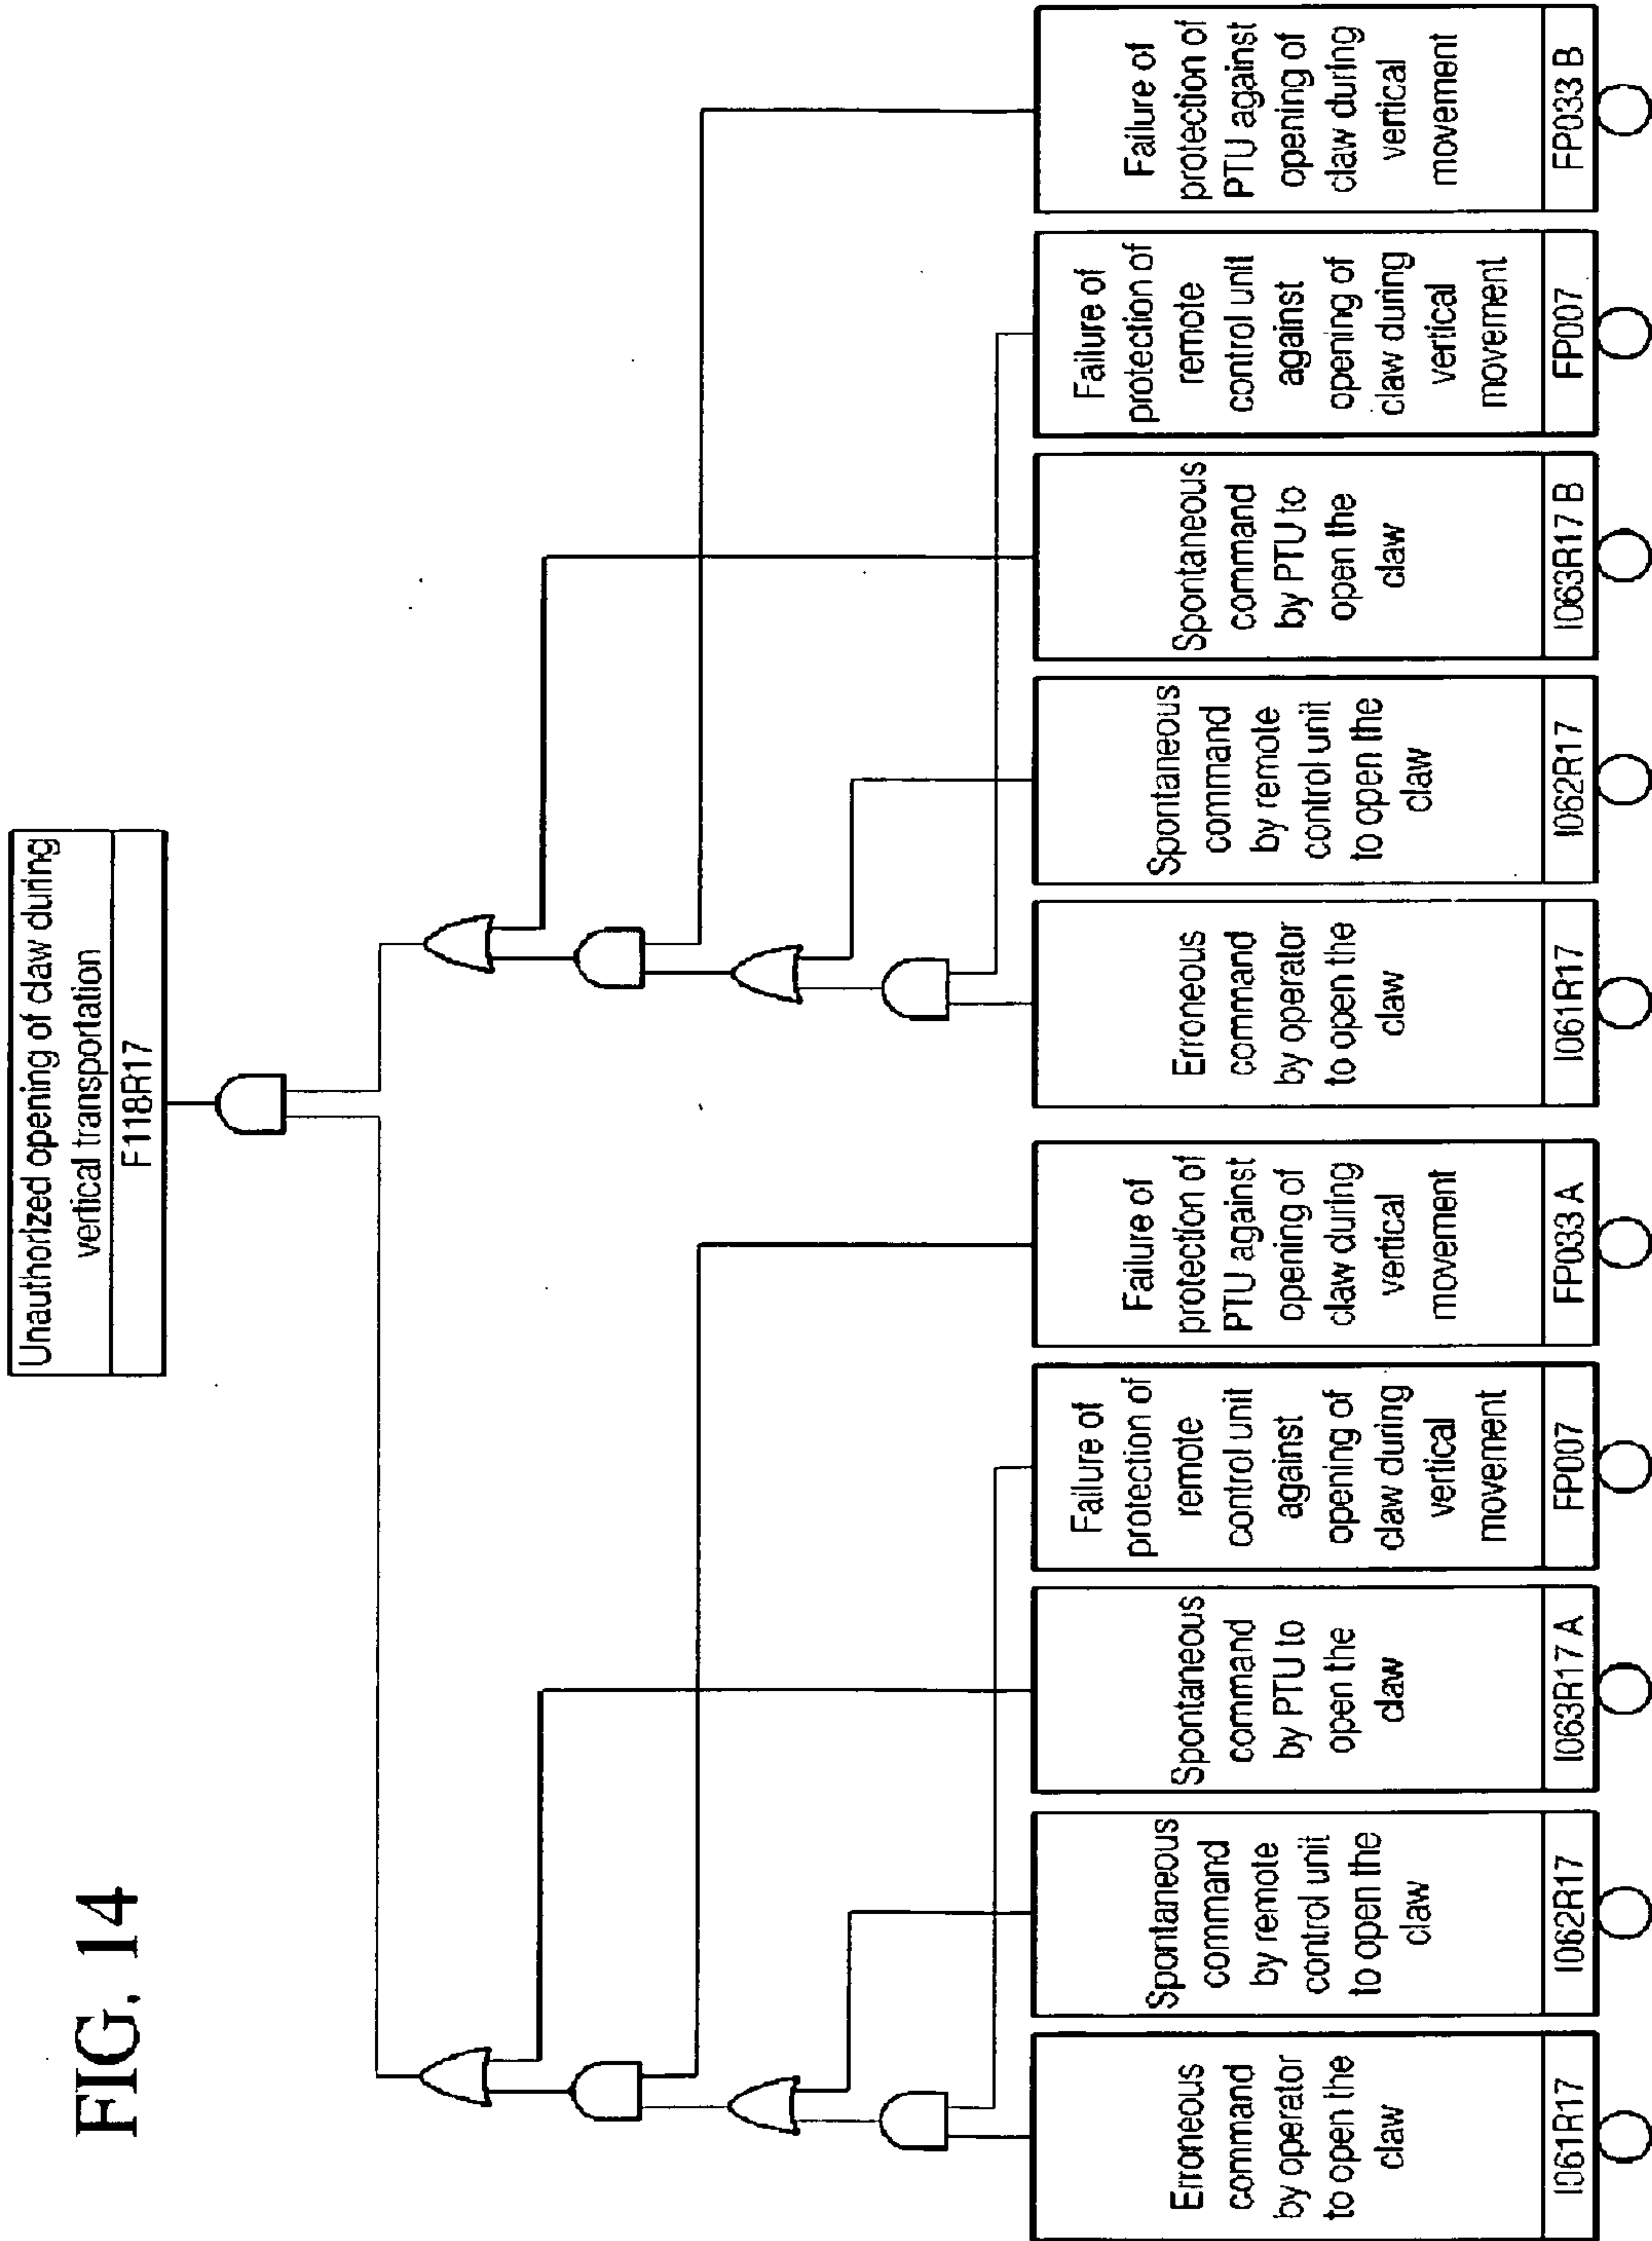 FIG. 14
Unauthorized opening of claw during
vertical transportation
F118R17
Erroneous
command
by operator
to open the
claw
I061R17
Spontaneous
command
by remote
control unit
to open the
claw
I062R17
Spontaneous
command
by PTU to
open the
claw
I063R17 A
Failure of
protection of
remote
control unit
against
opening of
claw during
vertical
movement
FP007
Failure of
protection of
PTU against
opening of
claw during
vertical
movement
FP033 A
Erroneous
command
by operator
to open the
claw
I061R17
Spontaneous
command
by remote
control unit
to open the
claw
I062R17
Spontaneous
command
by PTU to
open the
claw
I063R17 B
Failure of
protection of
remote
control unit
against
opening of
claw during
vertical
movement
FP007
Failure of
protection of
PTU against
opening of
claw during
vertical
movement
FP033 B